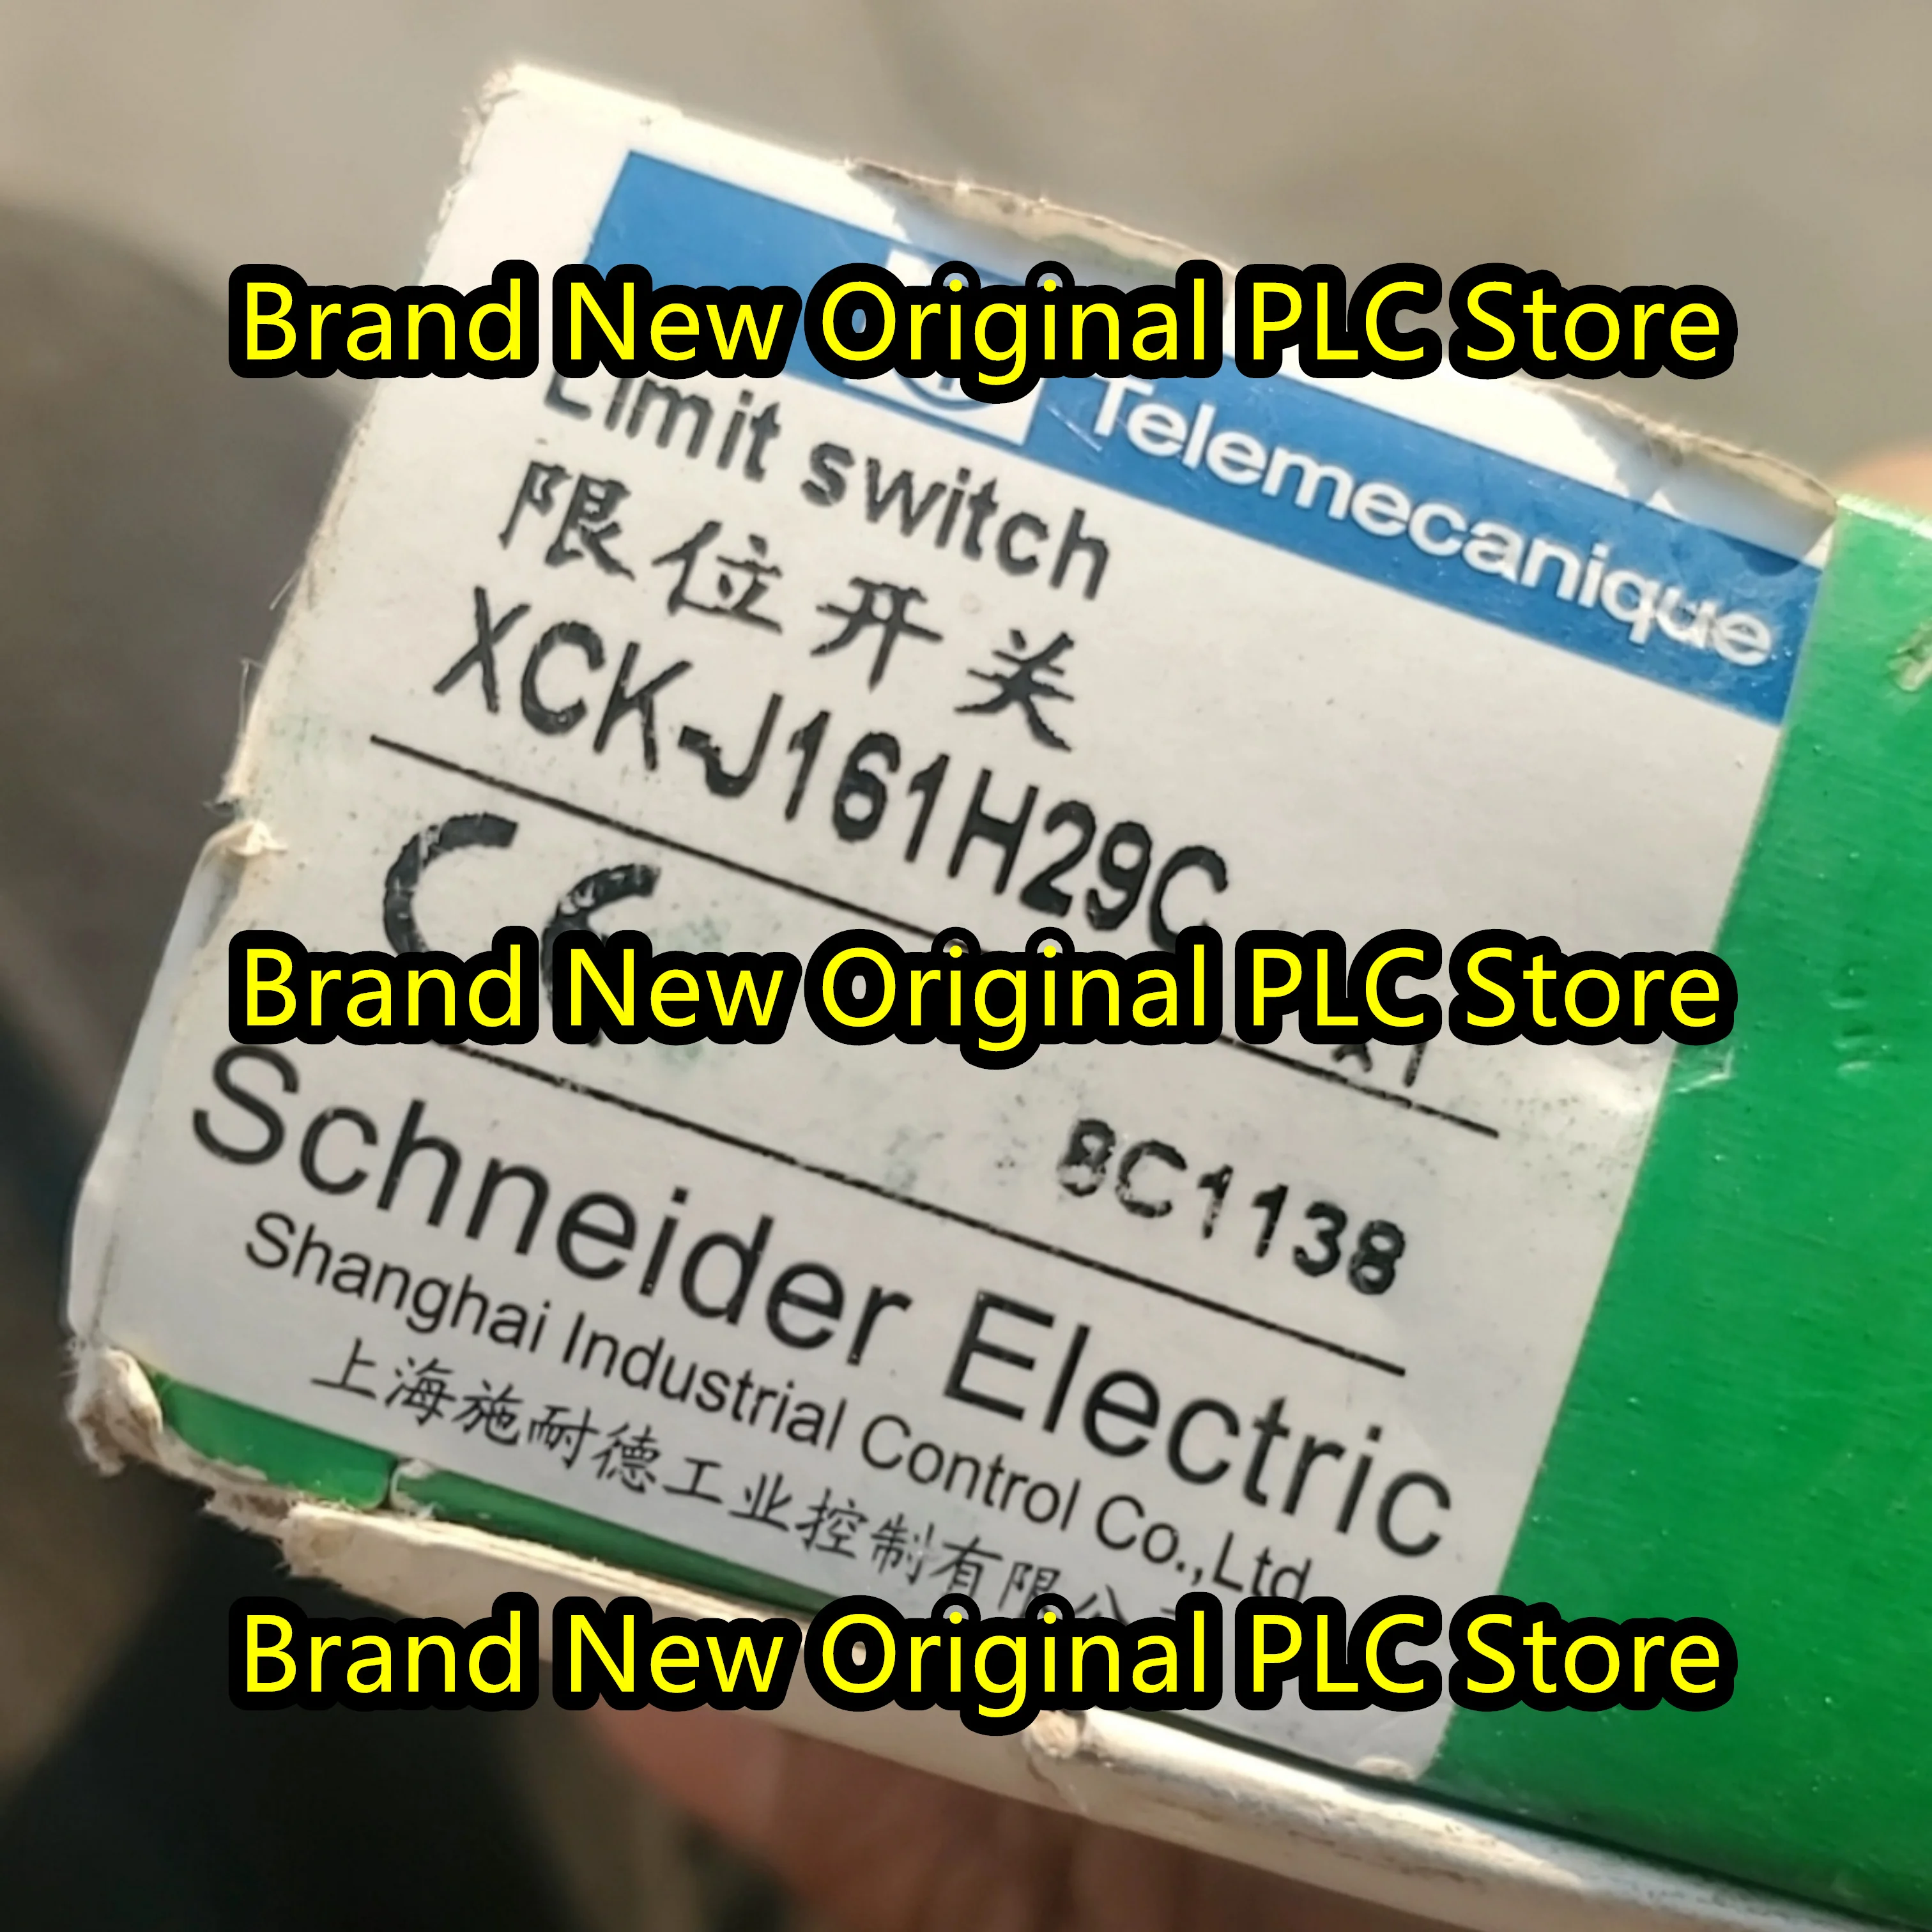 Brand New Original PLC Store
Telemecanique
Limit switch
限位开关
XCK-J161H29C
Brand New Original PLC Store
x1
8C1138
Schneider Electric
Shanghai Industrial Control Co.,Ltd
上海施耐德工业控制有限公
Brand New Original PLC Store